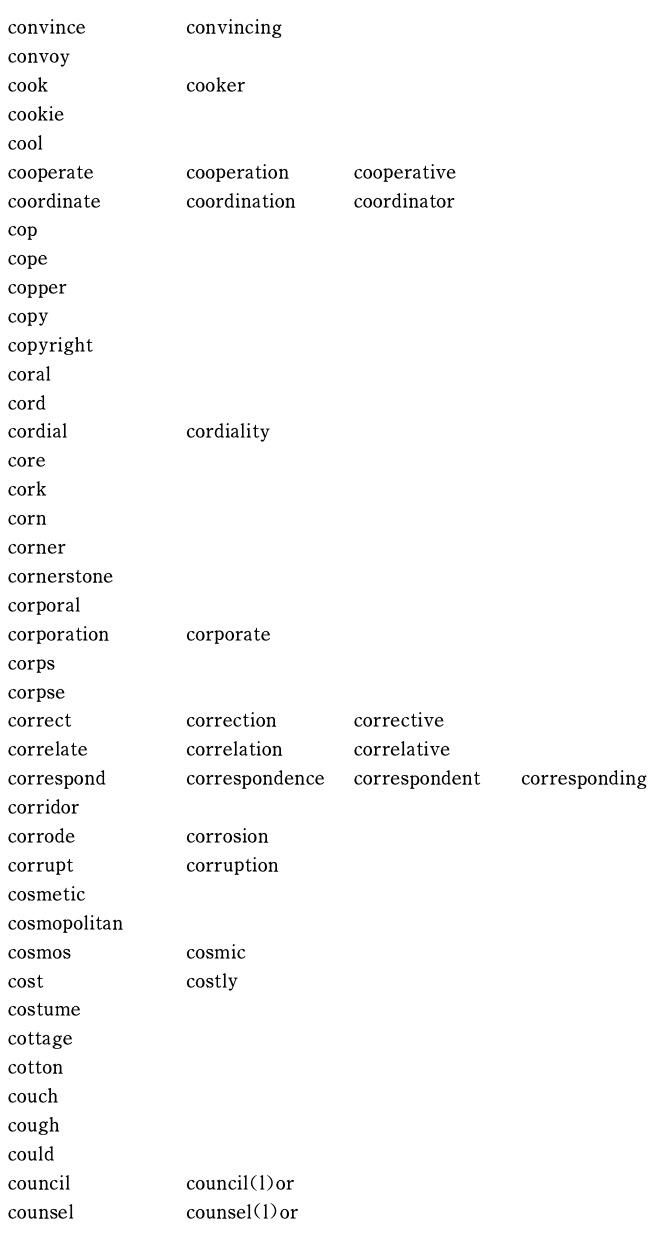 convince convincing
convoy
cook cooker
cookie
cool
cooperate cooperation cooperative
coordinate coordination coordinator
cop
cope
copper
copy
copyright
coral
cord
cordial cordiality
core
cork
corn
corner
cornerstone
corporal
corporation corporate
corps
corpse
correct correction corrective
correlate correlation correlative
correspond correspondence correspondent corresponding
corridor
corrode corrosion
corrupt corruption
cosmetic
cosmopolitan
cosmos cosmic
cost costly
costume
cottage
cotton
couch
cough
could
council council(l)or
counsel counsel(l)or